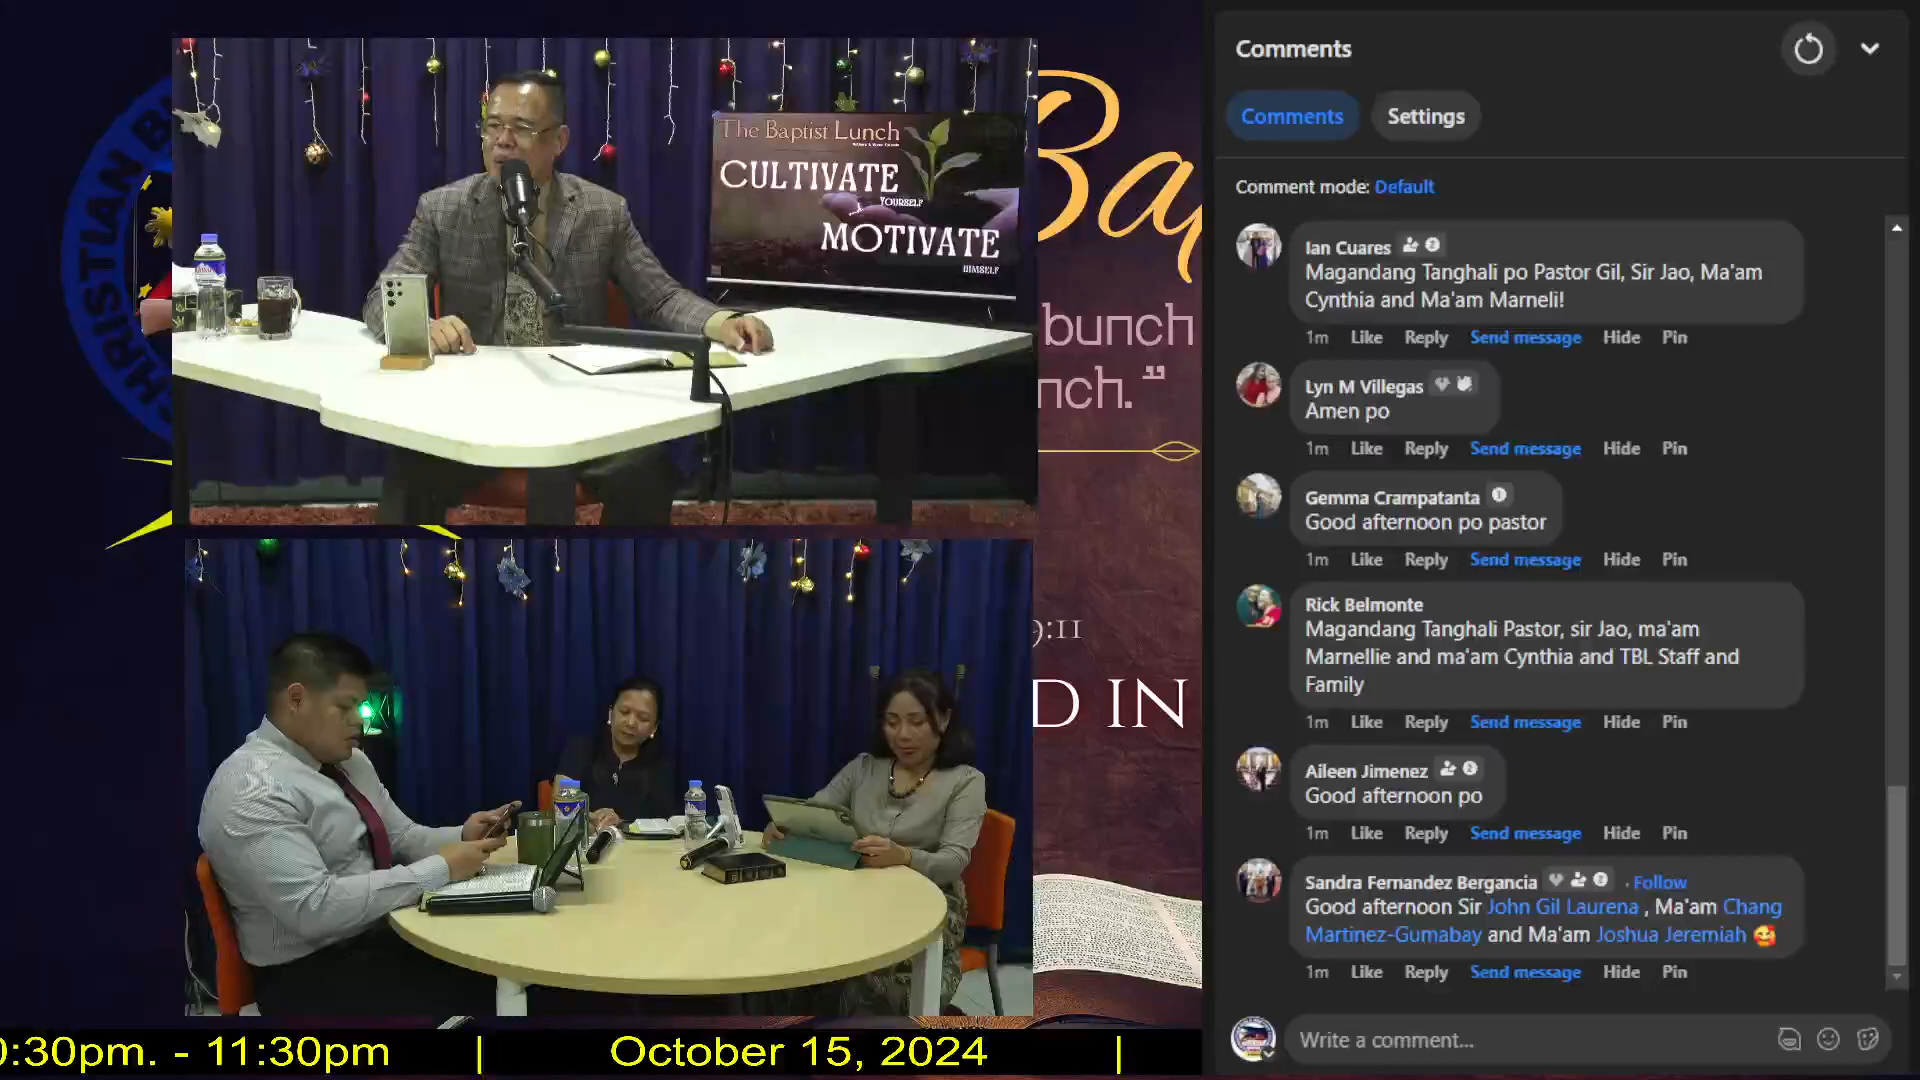 The Baptist Lunch
CULTIVATE
YOURSELF
MOTIVATE
HIMSELF
CHRISTIAN B
Ba
bunch
nch.”
9:11
D IN
0:30pm. - 11:30pm | October 15, 2024 |
Comments
Comments Settings
Comment mode: Default
Ian Cuares
Magandang Tanghali po Pastor Gil, Sir Jao, Ma'am
Cynthia and Ma'am Marneli!
1m Like Reply Send message Hide Pin
Lyn M Villegas
Amen po
1m Like Reply Send message Hide Pin
Gemma Crampatanta
Good afternoon po pastor
1m Like Reply Send message Hide Pin
Rick Belmonte
Magandang Tanghali Pastor, sir Jao, ma'am
Marnellie and ma'am Cynthia and TBL Staff and
Family
1m Like Reply Send message Hide Pin
Aileen Jimenez
Good afternoon po
1m Like Reply Send message Hide Pin
Sandra Fernandez Bergancia . Follow
Good afternoon Sir John Gil Laurena , Ma'am Chang
Martinez-Gumabay and Ma'am Joshua Jeremiah 🥰
1m Like Reply Send message Hide Pin
Write a comment...